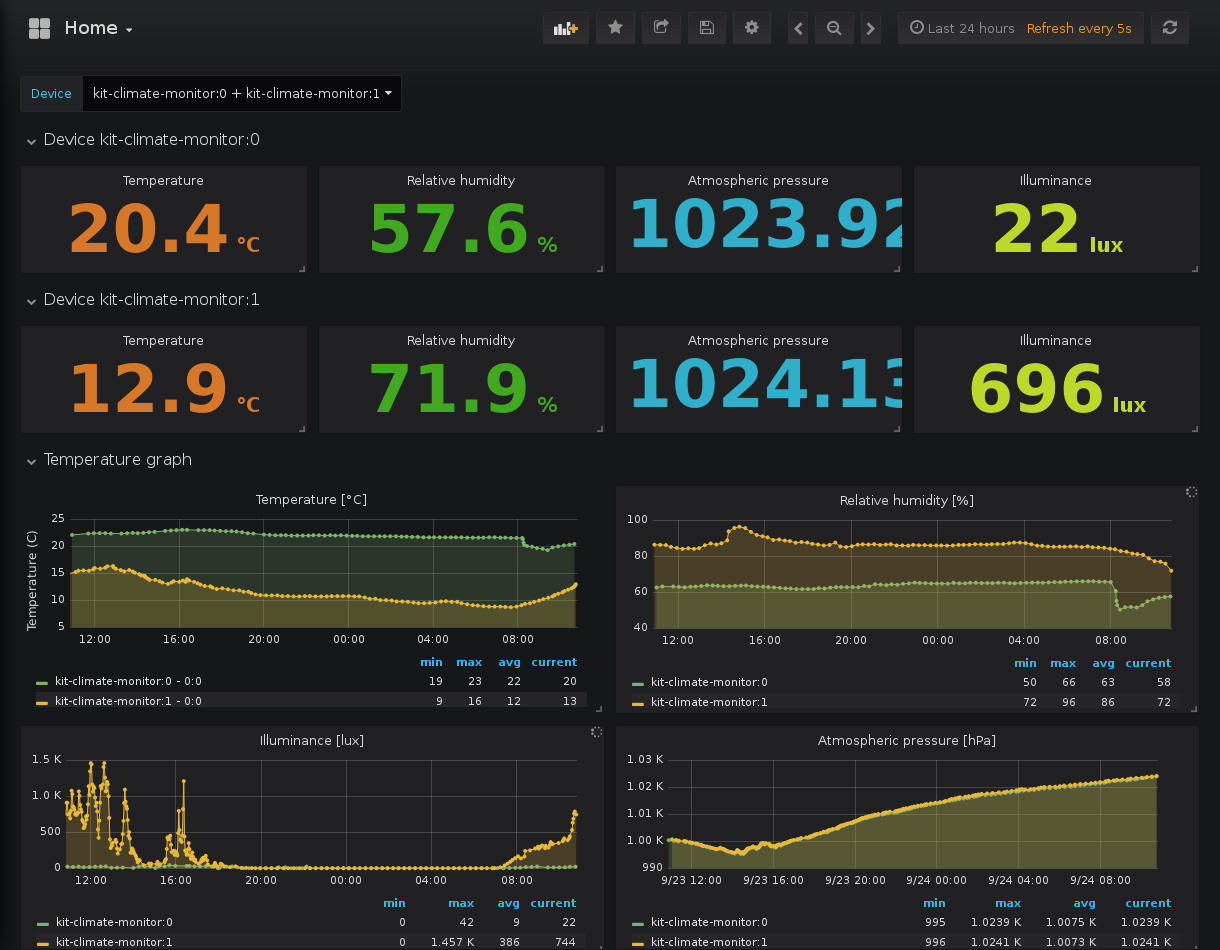 Home
Last 24 hours Refresh every 5s
Device kit-climate-monitor:0 + kit-climate-monitor:1
Device kit-climate-monitor:0
Temperature Relative humidity Atmospheric pressure Illuminance
20.4 °C 57.6 % 1023.92 22 lux
Device kit-climate-monitor:1
Temperature Relative humidity Atmospheric pressure Illuminance
12.9 °C 71.9 % 1024.13 696 lux
Temperature graph
Temperature [°C]
Temperature (C)
25
20
15
10
5
12:00 16:00 20:00 00:00 04:00 08:00
min max avg current
kit-climate-monitor:0 - 0:0 19 23 22 20
kit-climate-monitor:1 - 0:0 9 16 12 13
Relative humidity [%]
100
80
60
40
12:00 16:00 20:00 00:00 04:00 08:00
min max avg current
kit-climate-monitor:0 50 66 63 58
kit-climate-monitor:1 72 96 86 72
Illuminance [lux]
1.5 K
1.0 K
500
0
12:00 16:00 20:00 00:00 04:00 08:00
min max avg current
kit-climate-monitor:0 0 42 9 22
kit-climate-monitor:1 0 1.457 K 386 744
Atmospheric pressure [hPa]
1.03 K
1.02 K
1.01 K
1.00 K
990
9/23 12:00 9/23 16:00 9/23 20:00 9/24 00:00 9/24 04:00 9/24 08:00
min max avg current
kit-climate-monitor:0 995 1.0239 K 1.0075 K 1.0239 K
kit-climate-monitor:1 996 1.0241 K 1.0073 K 1.0241 K